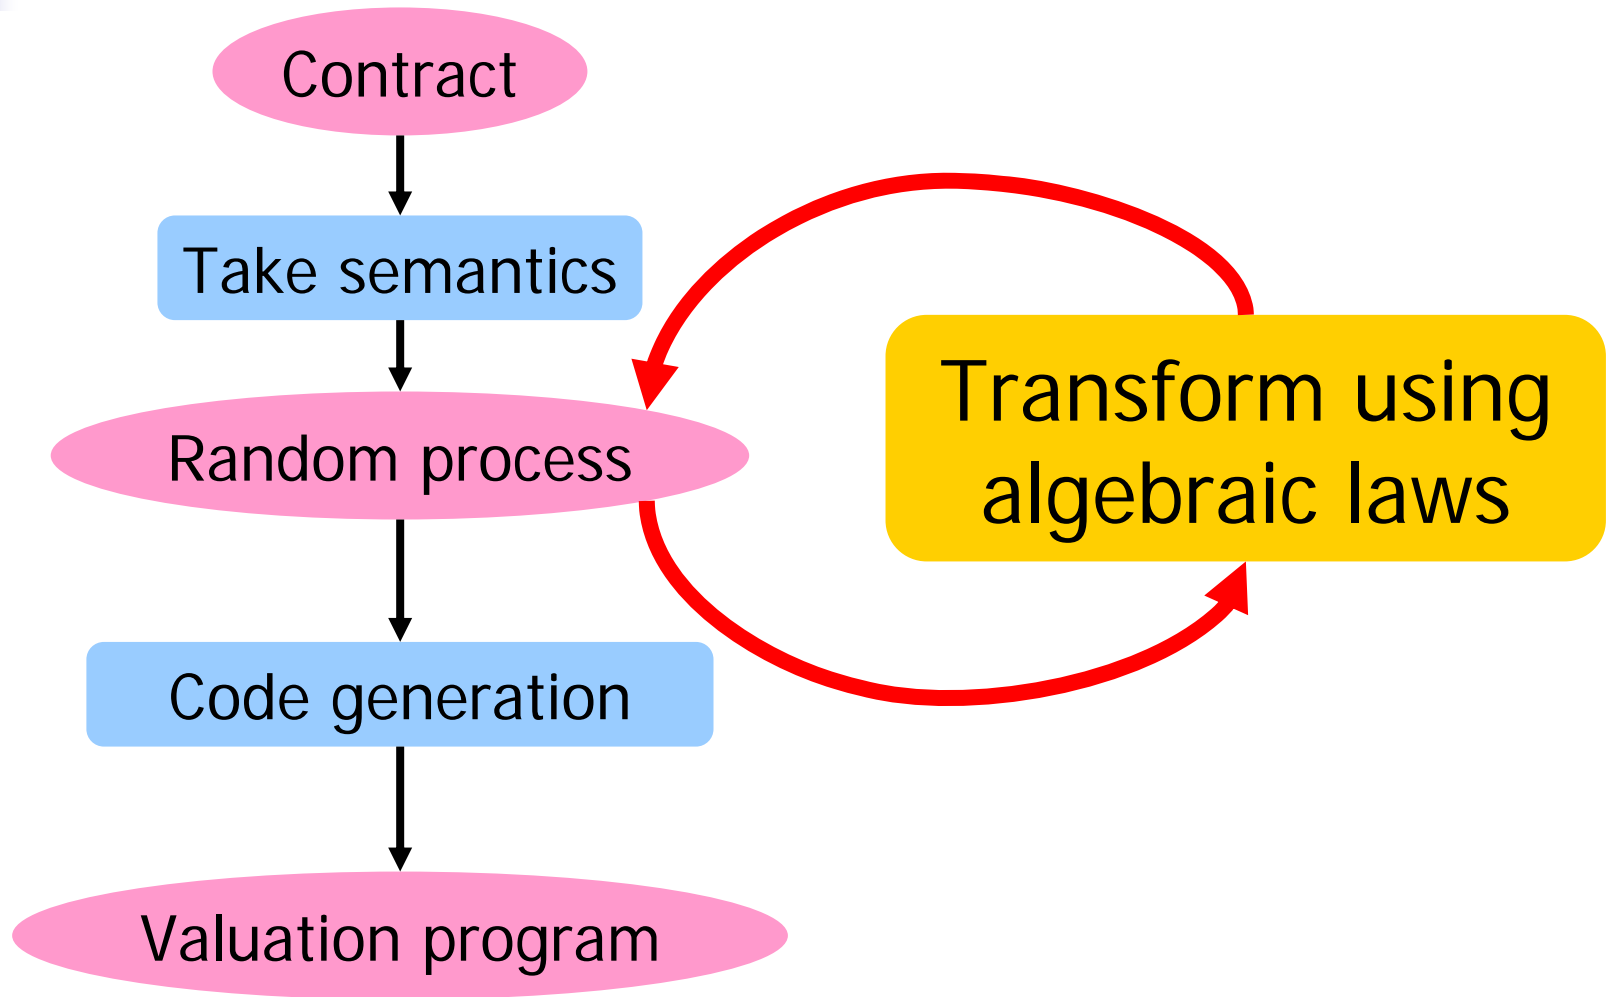 Contract
Take semantics
Random process
Transform using
algebraic laws
Code generation
Valuation program